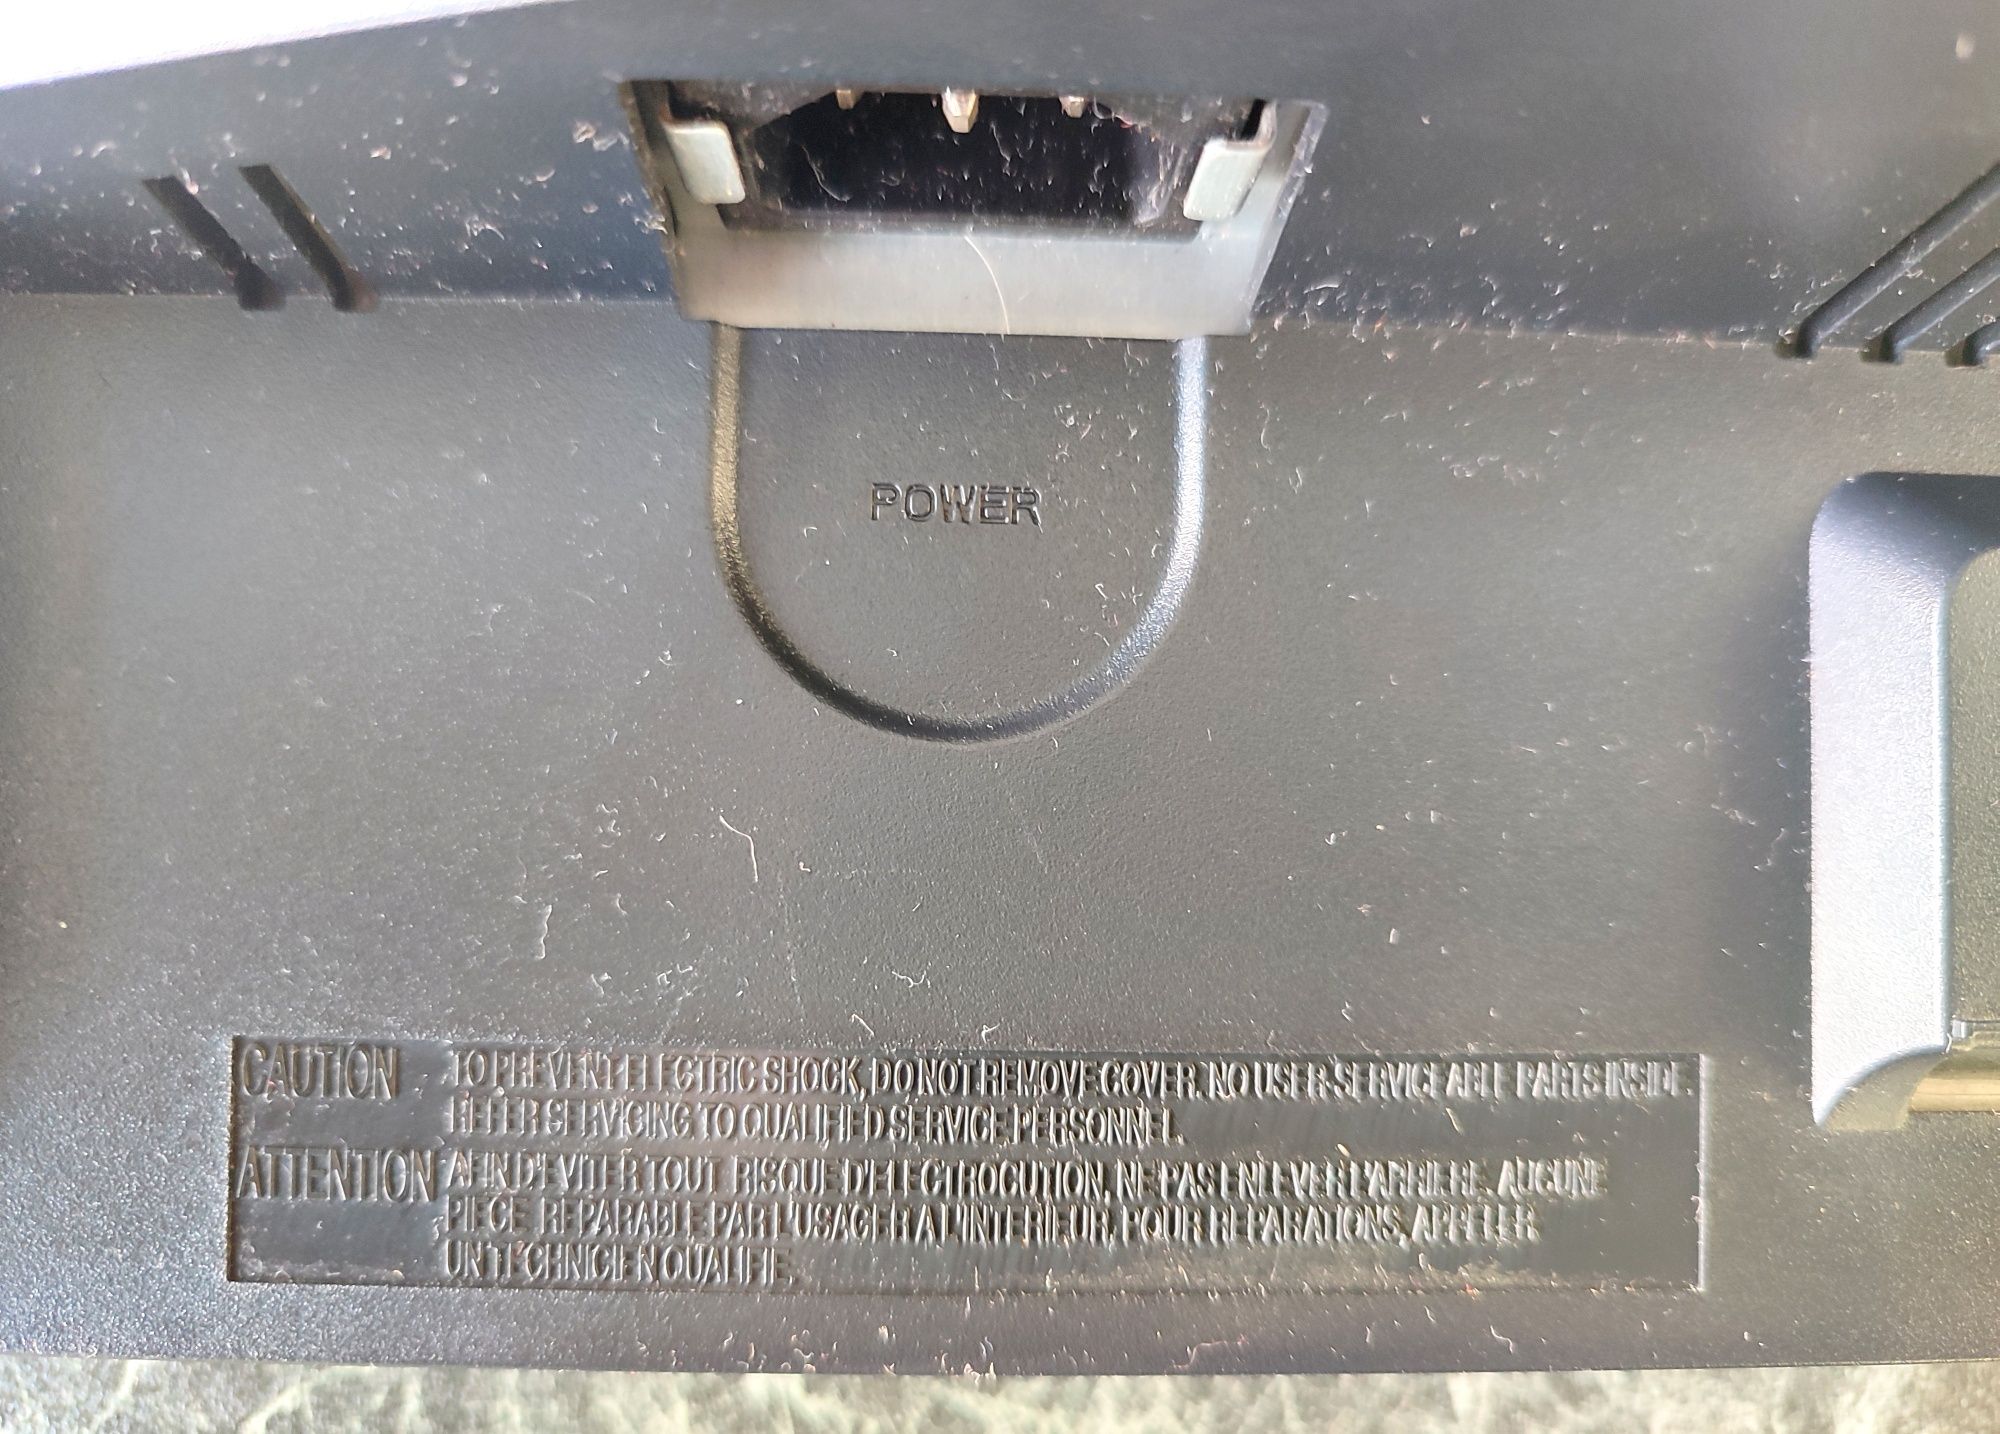 POWER
CAUTION TO PREVENT ELECTRIC SHOCK, DO NOT REMOVE COVER. NO USER-SERVICEABLE PARTS INSIDE.
REFER SERVICING TO QUALIFIED SERVICE PERSONNEL.
ATTENTION AFIN D'EVITER TOUT RISQUE D'ELECTROCUTION, NE PAS ENLEVER L'ARRIERE. AUCUNE
PIECE REPARABLE PAR L'USAGER A L'INTERIEUR, POUR REPARATIONS, APPELER
UN TECHNICIEN QUALIFIE.